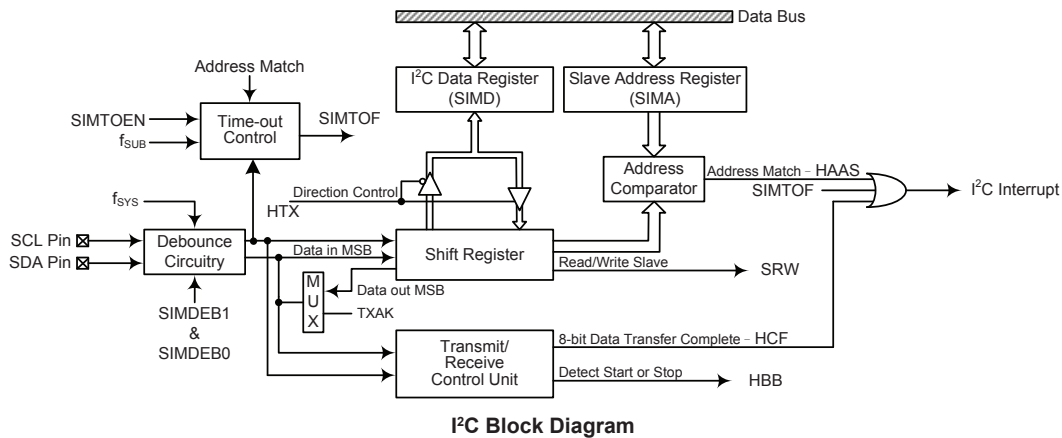 Data Bus
Address Match
I²C Data Register
(SIMD)
Slave Address Register
(SIMA)
SIMTOEN
fSUB
Time-out
Control
SIMTOF
Address
Comparator
Address Match - HAAS
SIMTOF
I²C Interrupt
Direction Control
HTX
fSYS
SCL Pin
SDA Pin
Debounce
Circuitry
Data in MSB
Shift Register
Read/Write Slave
SRW
M
U
X
Data out MSB
TXAK
SIMDEB1
&
SIMDEB0
Transmit/
Receive
Control Unit
8-bit Data Transfer Complete - HCF
Detect Start or Stop
HBB
I²C Block Diagram